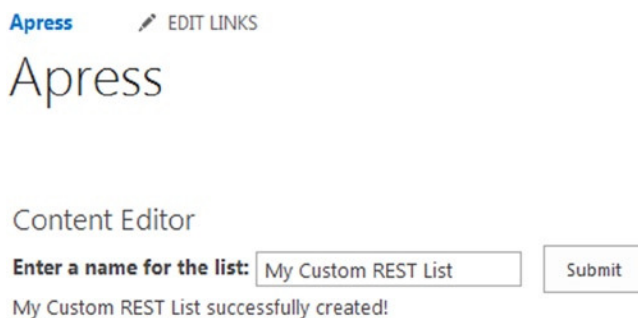 Apress EDIT LINKS
Apress
Content Editor
Enter a name for the list: My Custom REST List Submit
My Custom REST List successfully created!